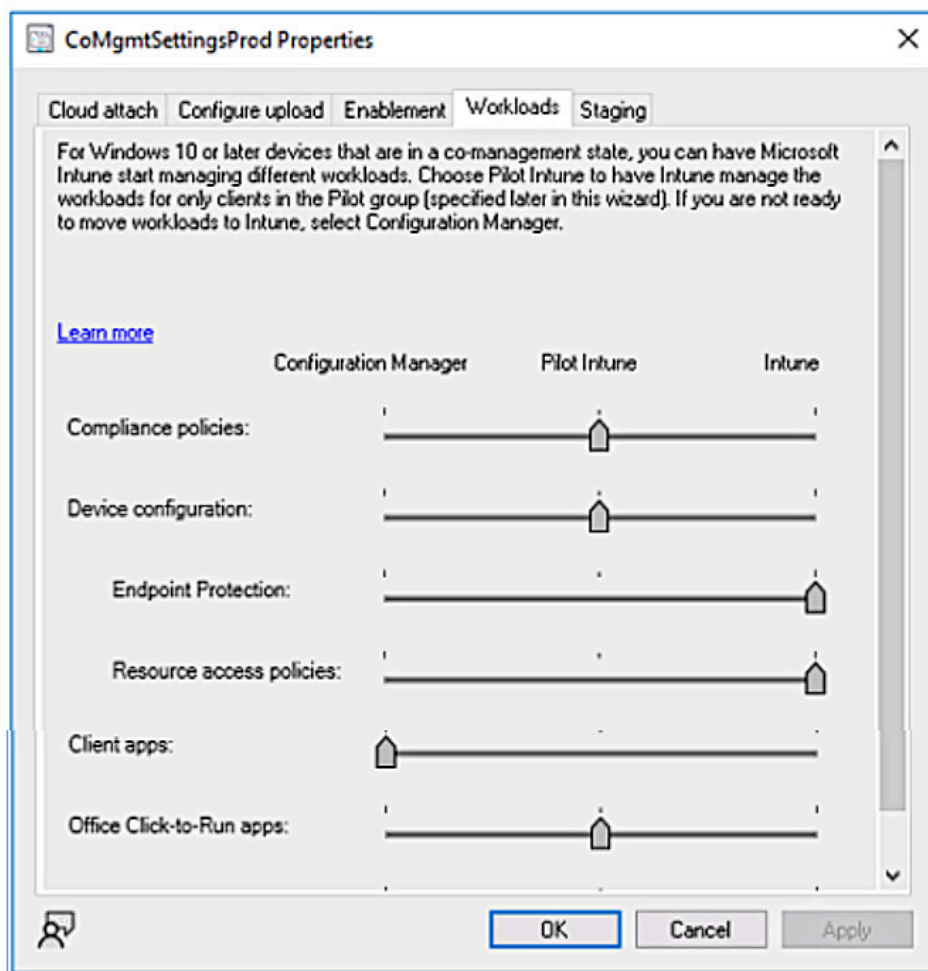 CoMgmtSettingsProd Properties
Cloud attach Configure upload Enablement Workloads Staging
For Windows 10 or later devices that are in a co-management state, you can have Microsoft
Intune start managing different workloads. Choose Pilot Intune to have Intune manage the
workloads for only clients in the Pilot group (specified later in this wizard). If you are not ready
to move workloads to Intune, select Configuration Manager.
Learn more
Configuration Manager Pilot Intune Intune
Compliance policies:
Device configuration:
Endpoint Protection:
Resource access policies:
Client apps:
Office Click-to-Run apps:
OK Cancel Apply